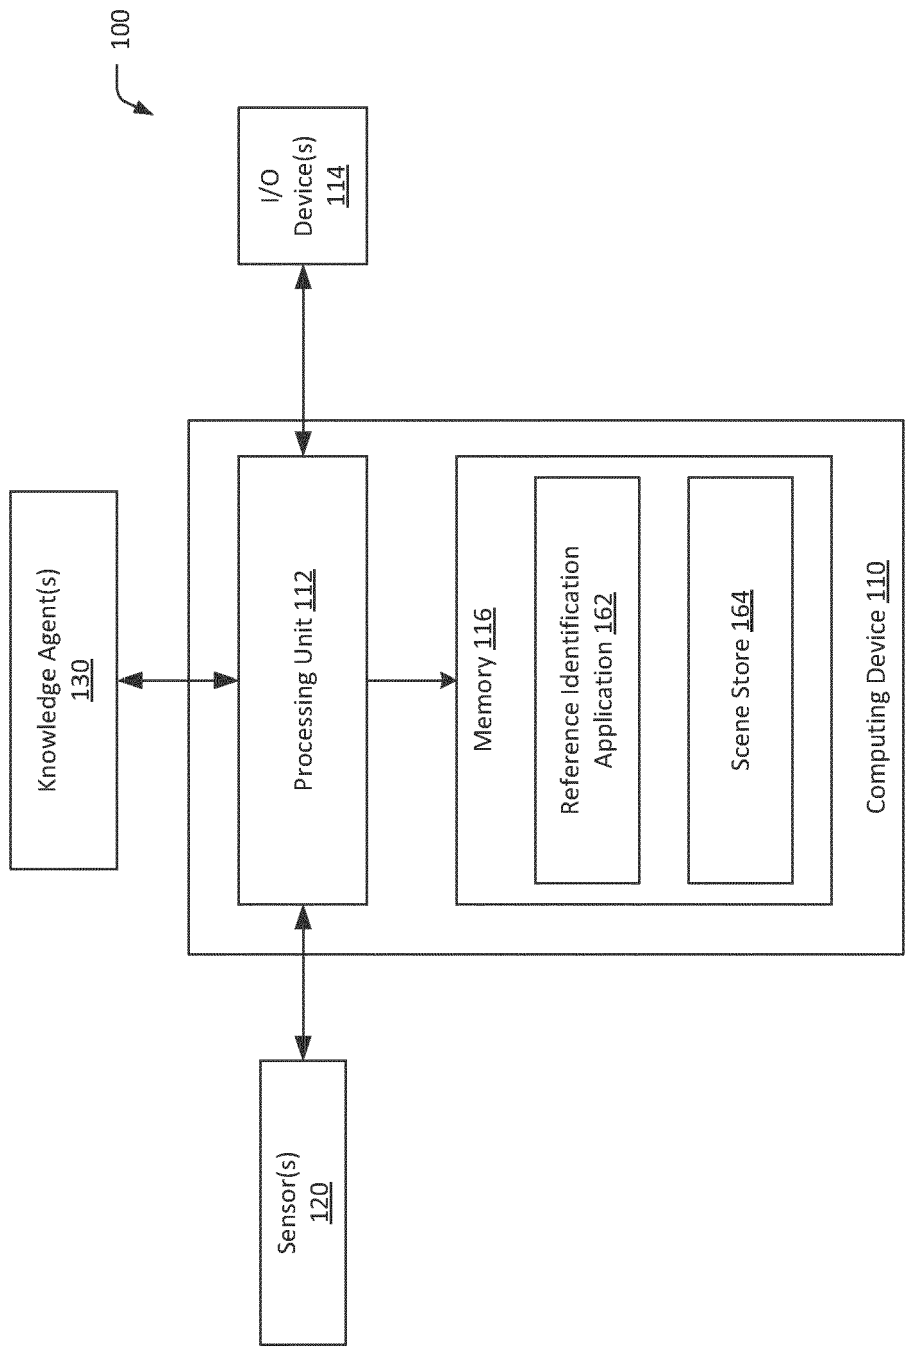 100
Knowledge Agent(s)
130
Sensor(s)
120
Processing Unit 112
I/O
Device(s)
114
Memory 116
Reference Identification
Application 162
Scene Store 164
Computing Device 110